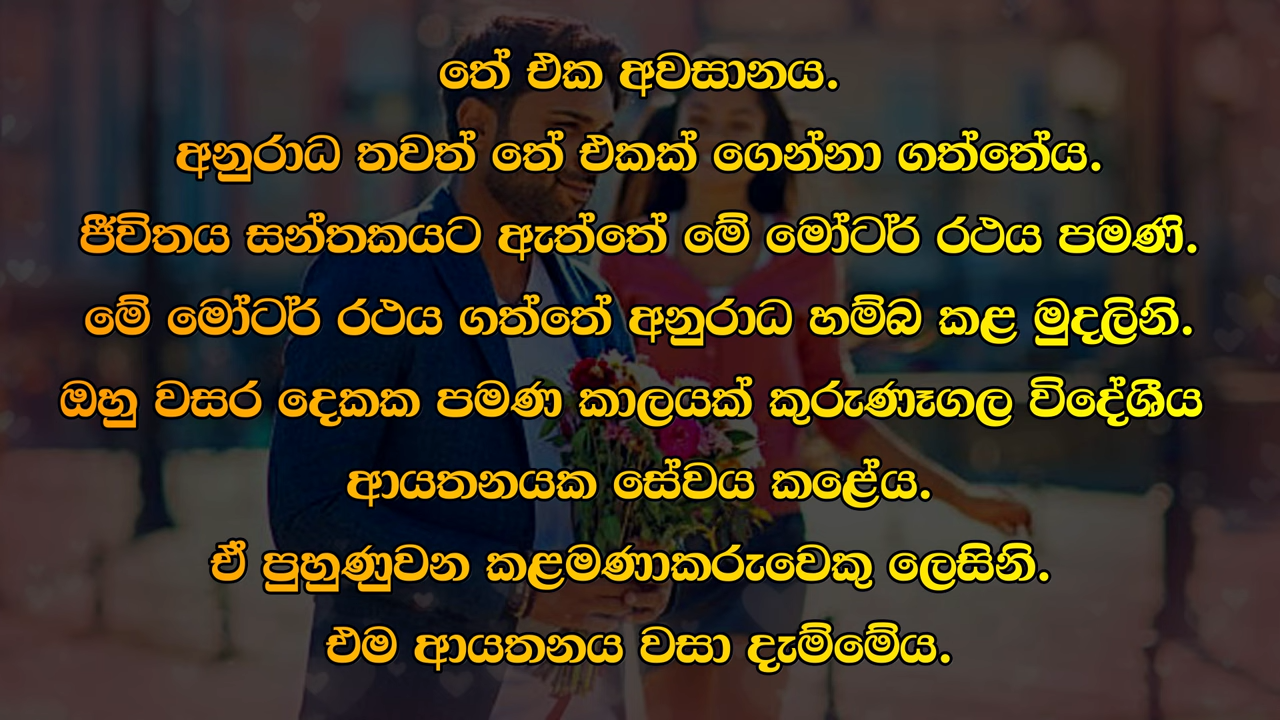 තේ එක අවසානය.
අනුරාධ තවත් තේ එකක් ගෙන්නා ගත්තේය.
ජීවිතය සන්තකයට ඇත්තේ මේ මෝටර් රථය පමණි.
මේ මෝටර් රථය ගත්තේ අනුරාධ හම්බ කළ මුදලිනි.
ඔහු වසර දෙකක පමණ කාලයක් කුරුණෑගල විදේශීය
ආයතනයක සේවය කළේය.
ඒ පුහුණුවන කළමණාකරුවෙකු ලෙසිනි.
එම ආයතනය වසා දැම්මේය.